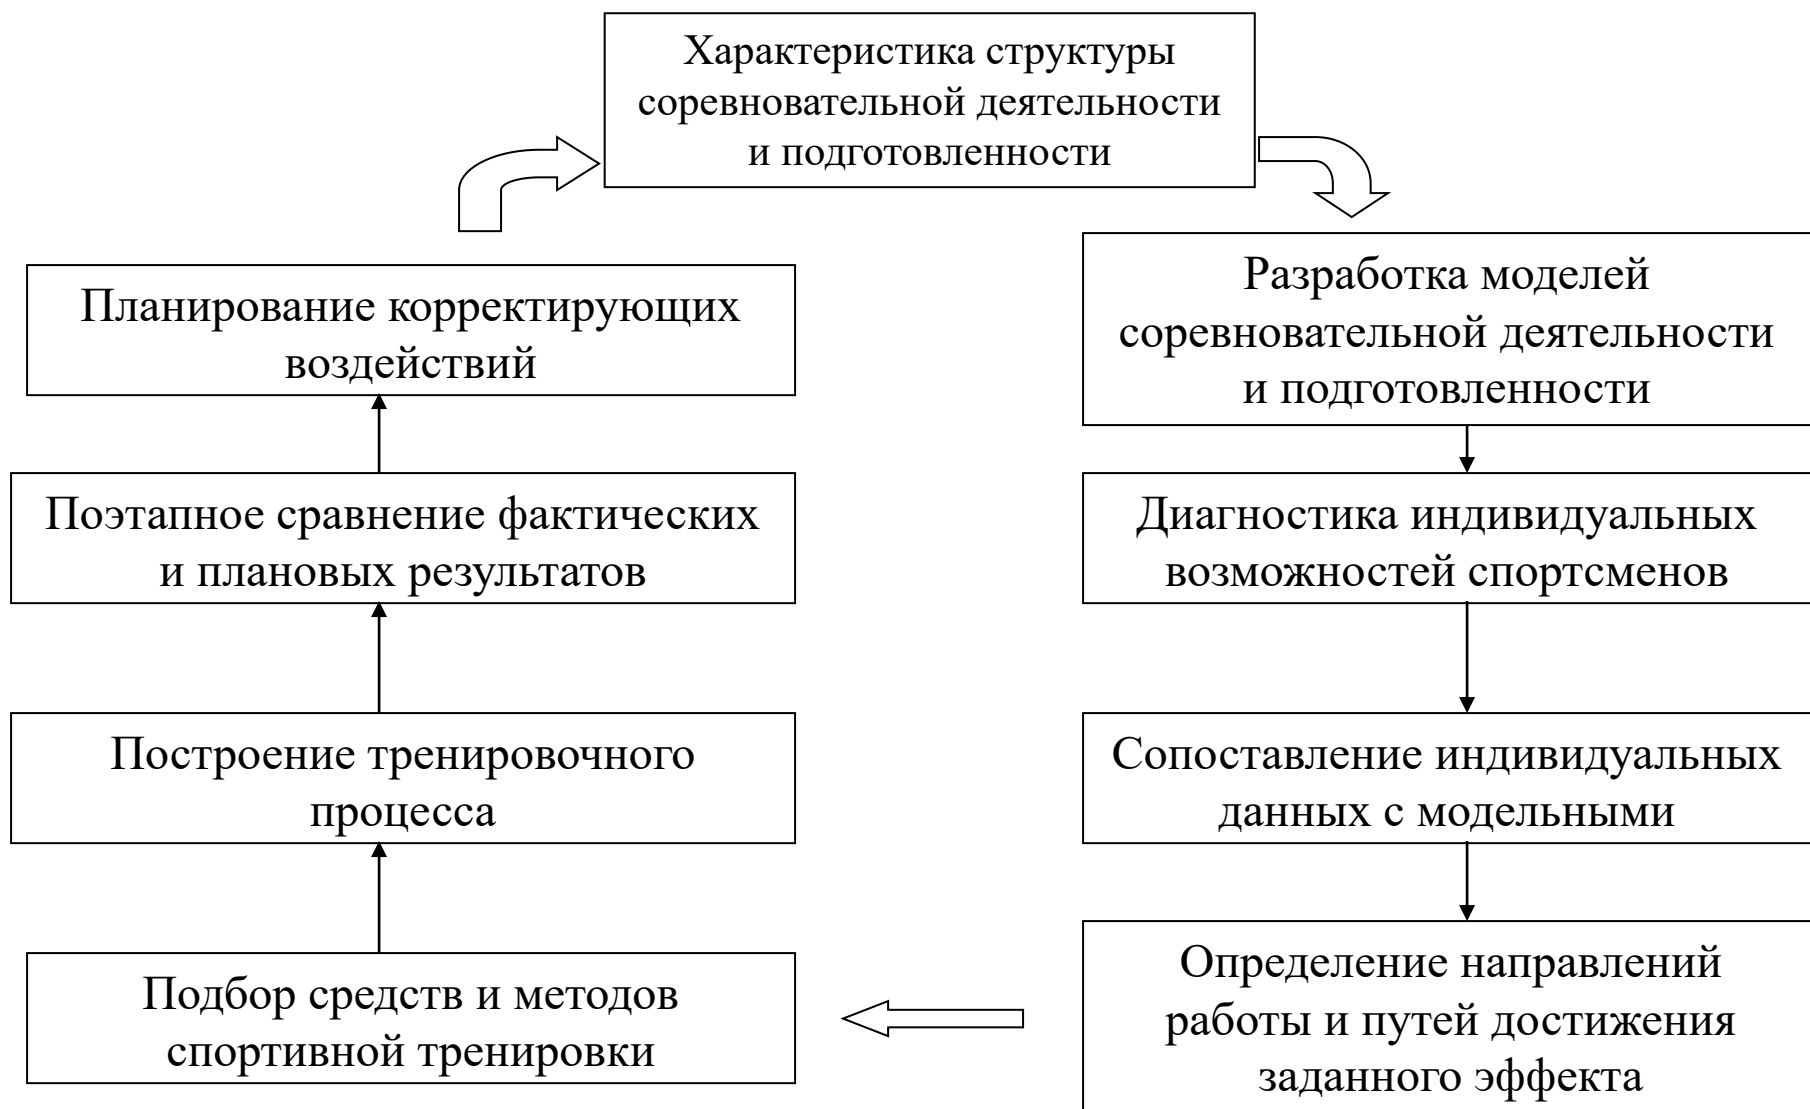 Характеристика структуры
соревновательной деятельности
и подготовленности
Разработка моделей
соревновательной деятельности
и подготовленности
Диагностика индивидуальных
возможностей спортсменов
Сопоставление индивидуальных
данных с модельными
Определение направлений
работы и путей достижения
заданного эффекта
Подбор средств и методов
спортивной тренировки
Построение тренировочного
процесса
Поэтапное сравнение фактических
и плановых результатов
Планирование корректирующих
воздействий